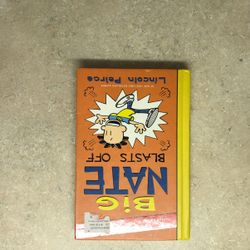 BIG
NATE
BLASTS OFF
Lincoln Peirce